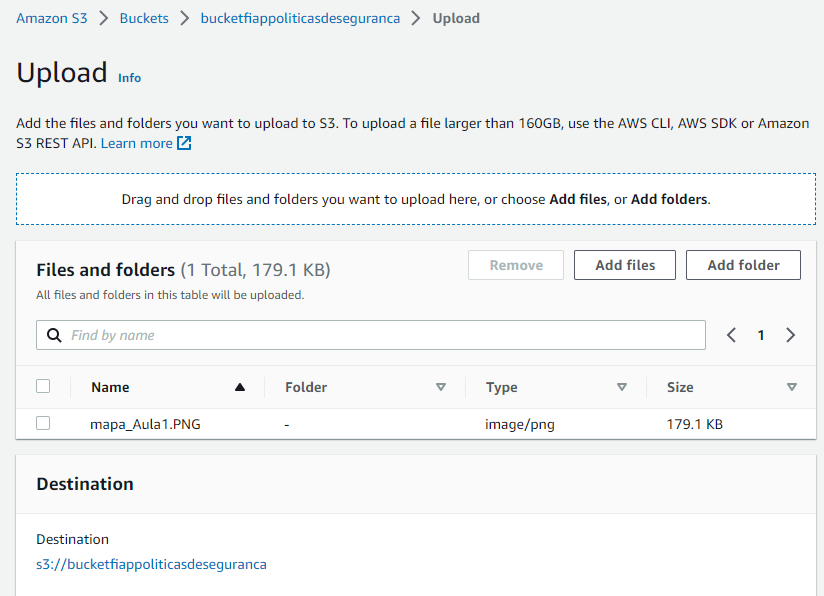 Amazon S3 > Buckets > bucketfiappoliticasdeseguranca > Upload
Upload Info
Add the files and folders you want to upload to S3. To upload a file larger than 160GB, use the AWS CLI, AWS SDK or Amazon
S3 REST API. Learn more
Drag and drop files and folders you want to upload here, or choose Add files, or Add folders.
Files and folders (1 Total, 179.1 KB)
Remove Add files Add folder
All files and folders in this table will be uploaded.
Find by name
1
Name Folder Type Size
mapa_Aula1.PNG - image/png 179.1 KB
Destination
Destination
s3://bucketfiappoliticasdeseguranca